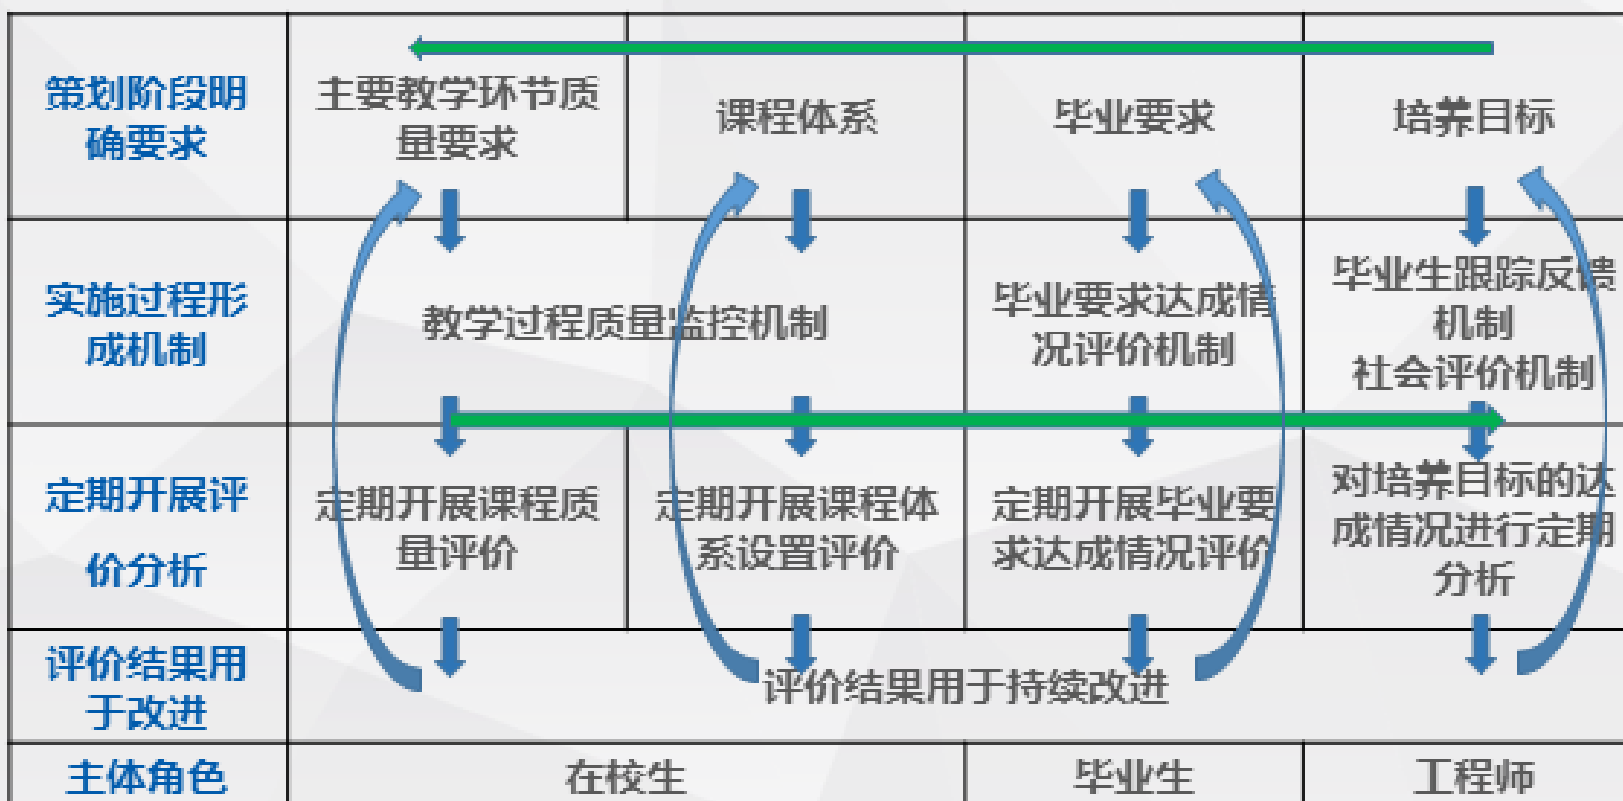 策划阶段明
确要求
主要教学环节质
量要求
课程体系
毕业要求
培养目标
实施过程形
成机制
教学过程质量监控机制
毕业要求达成情
况评价机制
毕业生跟踪反馈
机制
社会评价机制
定期开展评
价分析
定期开展课程质
量评价
定期开展课程体
系设置评价
定期开展毕业要
求达成情况评价
对培养目标的达
成情况进行定期
分析
评价结果用
于改进
评价结果用于持续改进
主体角色
在校生
毕业生
工程师